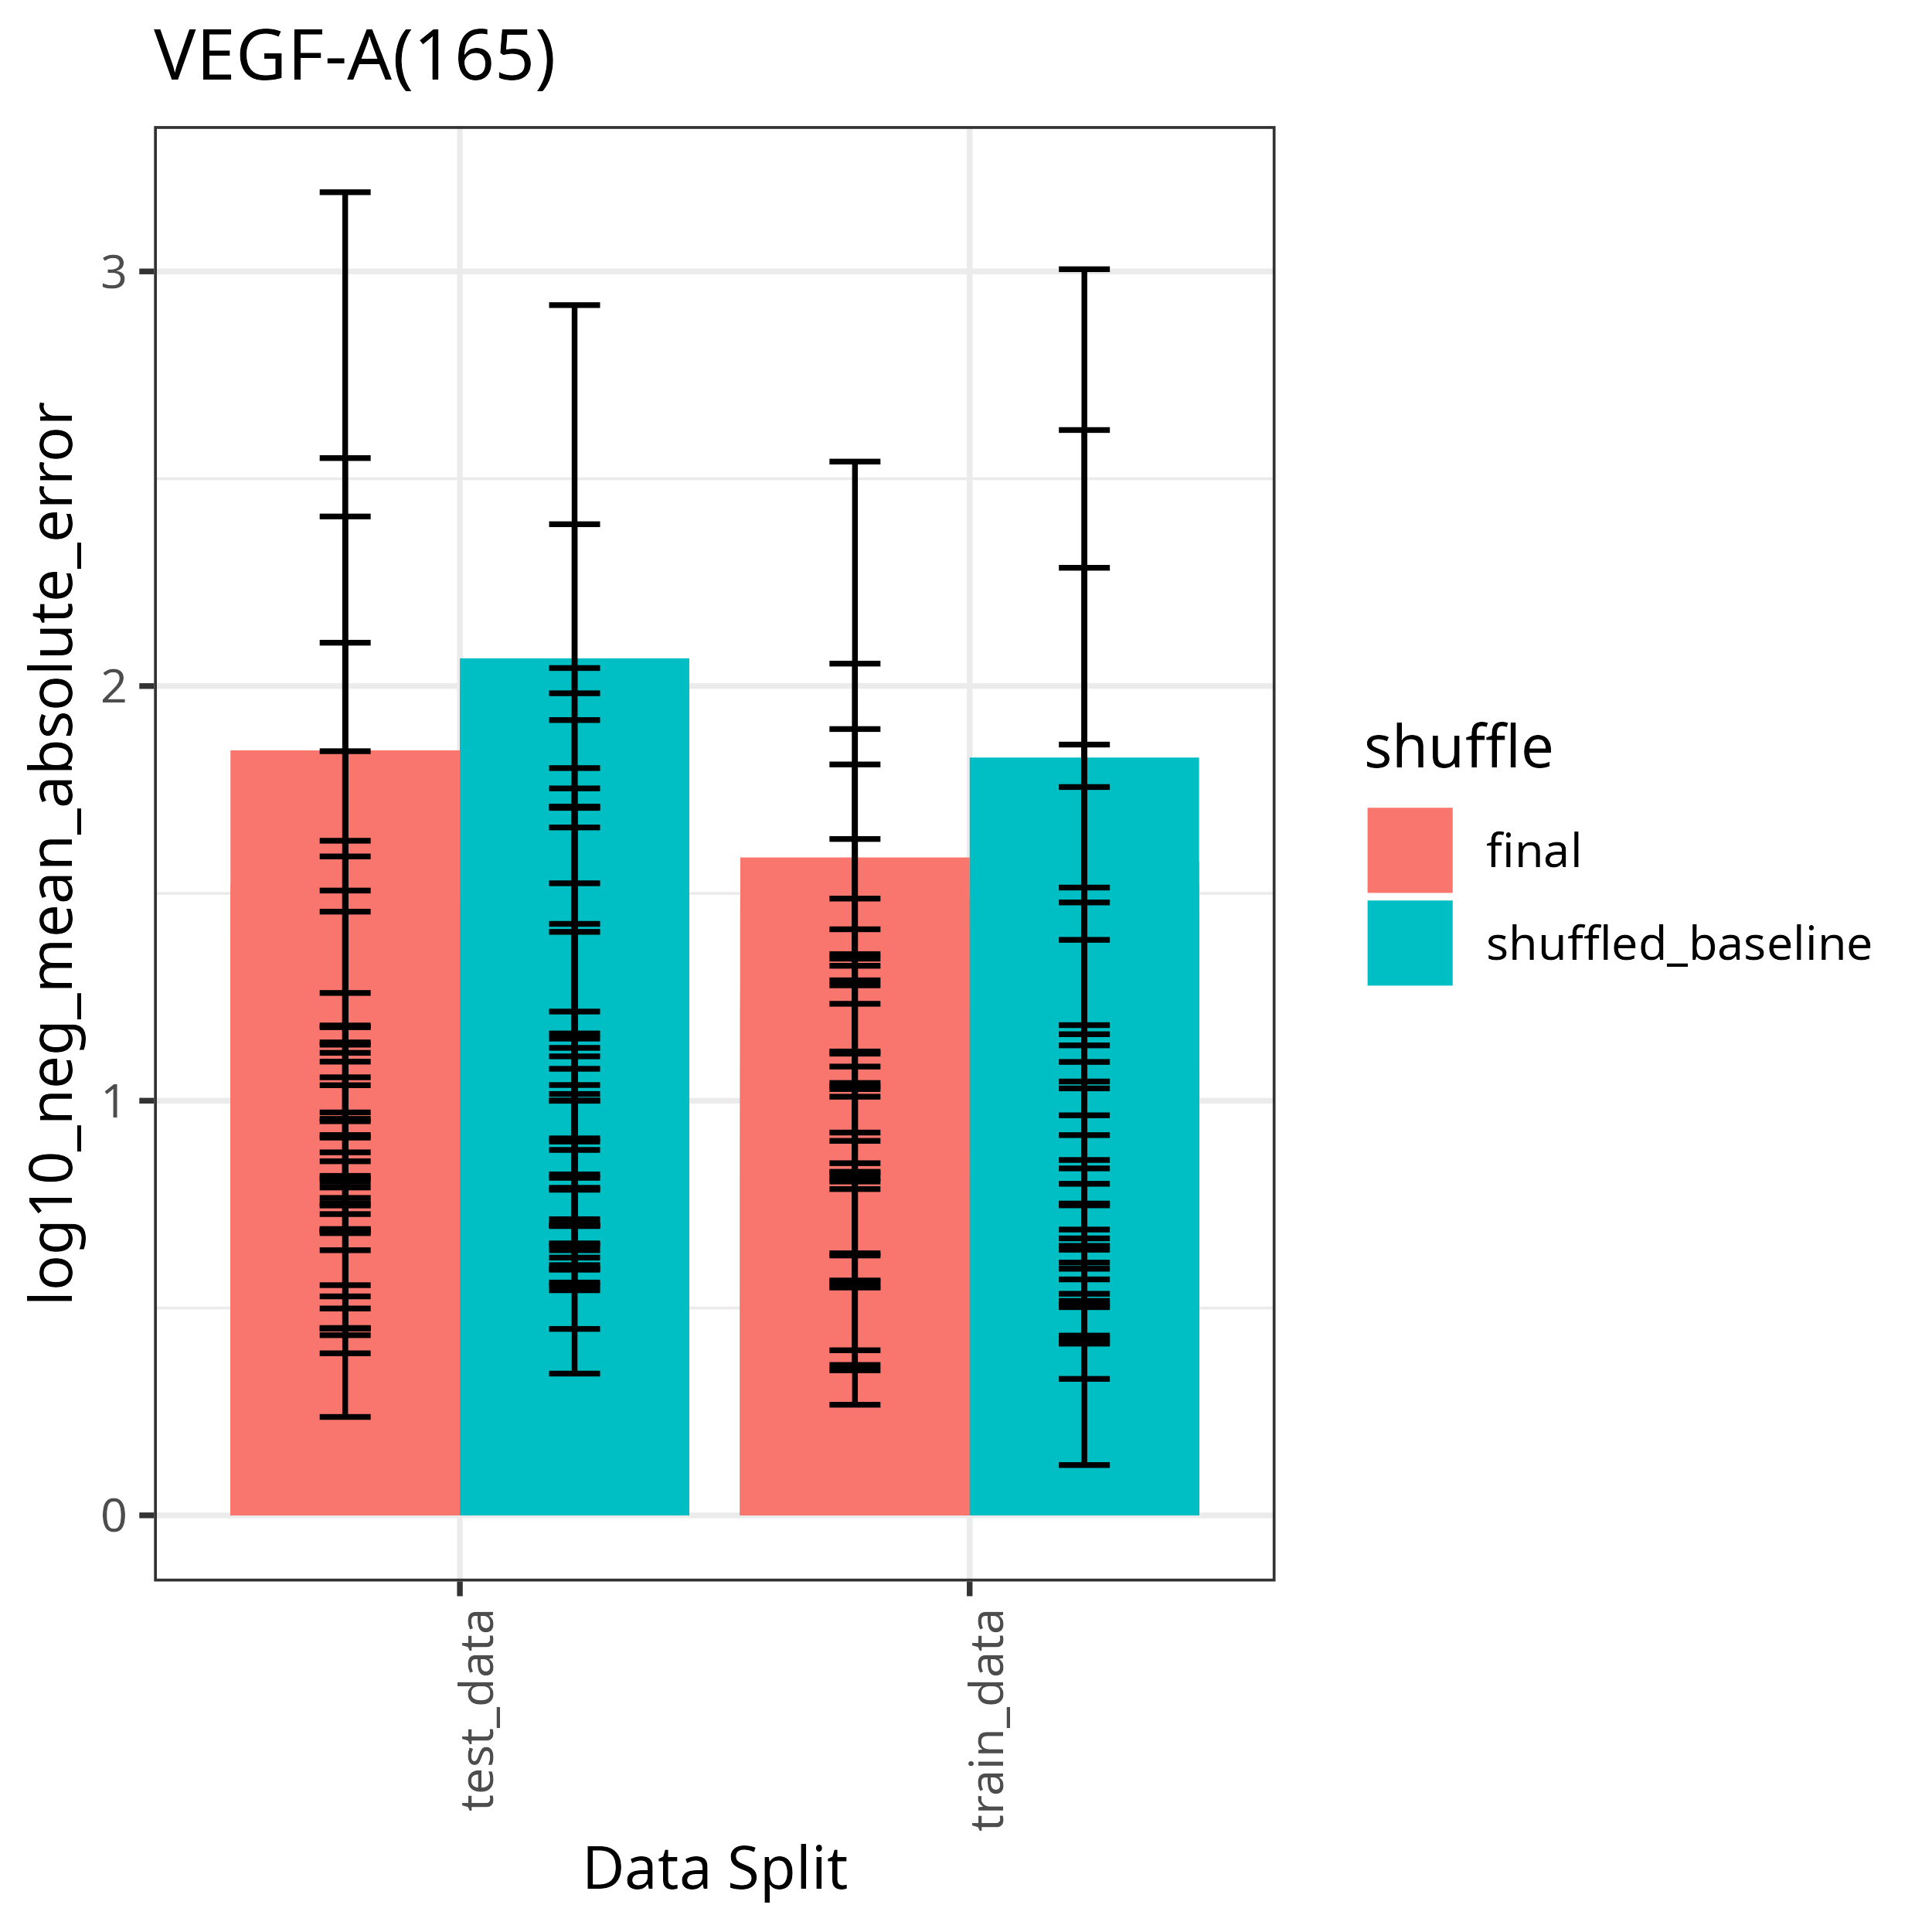 VEGF-A(165)
log10_neg_mean_absolute_error
3
2
1
0
test_data
train_data
Data Split
shuffle
final
shuffled_baseline